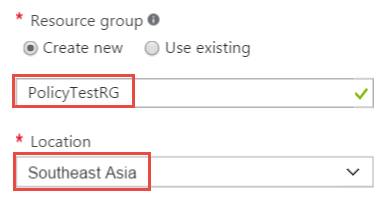 * Resource group
Create new Use existing
PolicyTestRG
* Location
Southeast Asia